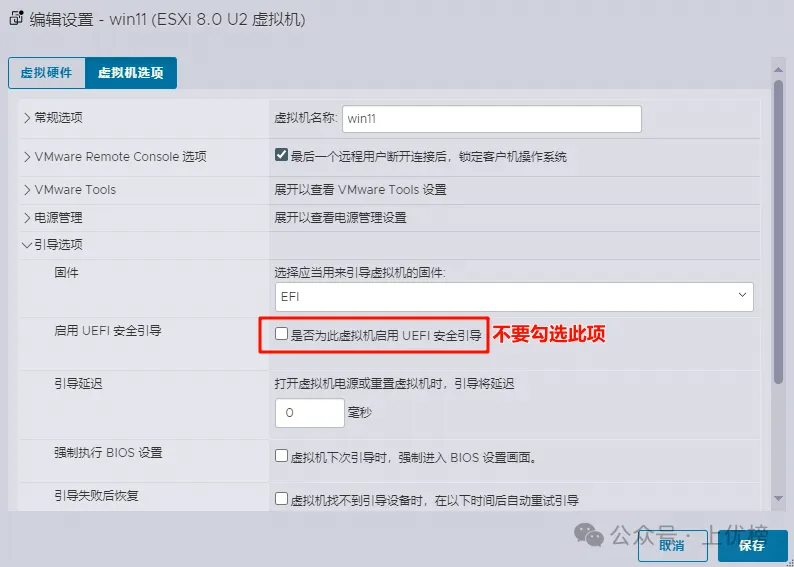 编辑设置 - win11 (ESXi 8.0 U2 虚拟机)
虚拟硬件 虚拟机选项
常规选项 虚拟机名称: win11
VMware Remote Console 选项 最后一个远程用户断开连接后，锁定客户机操作系统
VMware Tools 展开以查看 VMware Tools 设置
电源管理 展开以查看电源管理设置
引导选项
固件 选择应当用来引导虚拟机的固件:
EFI
启用 UEFI 安全引导 是否为此虚拟机启用 UEFI 安全引导 不要勾选此项
引导延迟 打开虚拟机电源或重置虚拟机时，引导将延迟
0 毫秒
强制执行 BIOS 设置 虚拟机下次引导时，强制进入 BIOS 设置画面。
引导失败后恢复 虚拟机找不到引导设备时，在以下时间后自动重试引导
公众号 · 上优榜
取消 保存